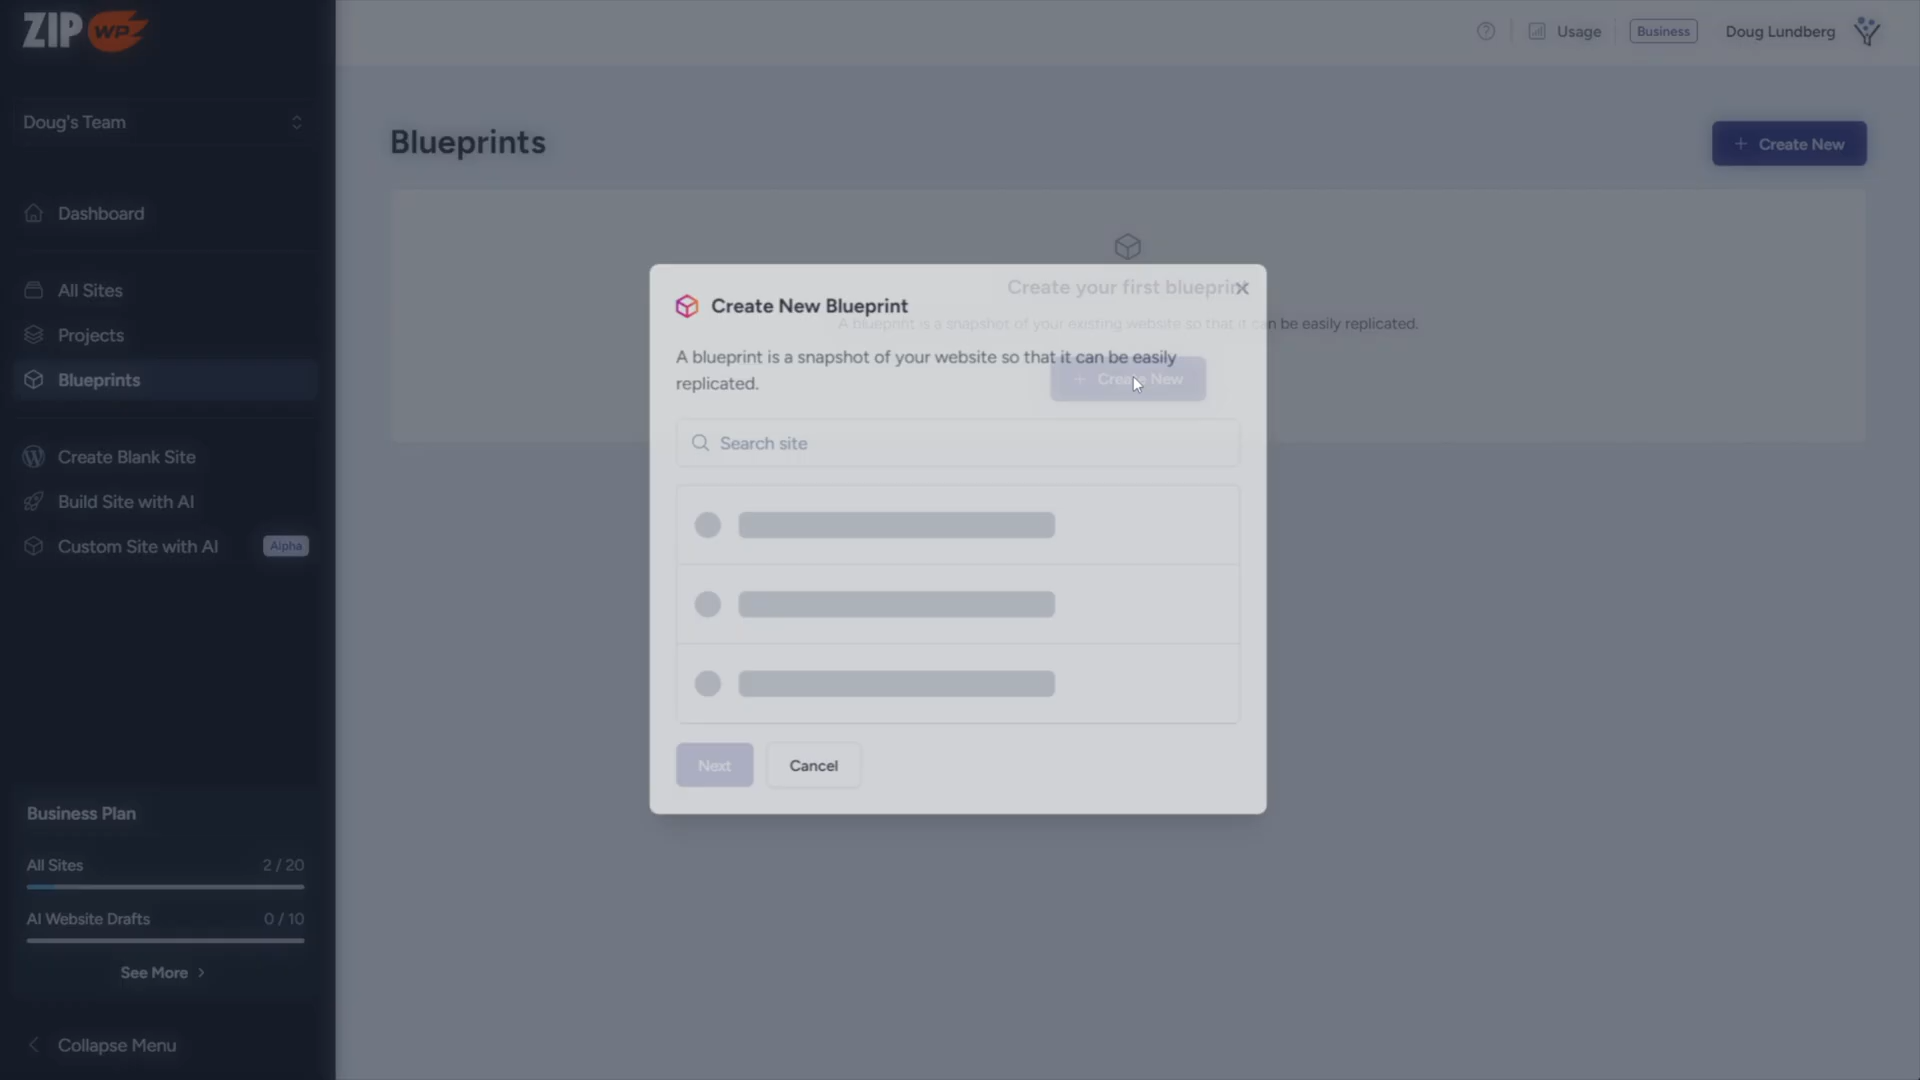 ZIP WP
Usage
Business
Doug Lundberg
Doug's Team
Blueprints
+ Create New
Dashboard
All Sites
Projects
Blueprints
Create Blank Site
Build Site with AI
Custom Site with AI
Alpha
Create your first blueprint
A blueprint is a snapshot of your existing website so that it can be easily replicated.
+ Create New
Create New Blueprint
A blueprint is a snapshot of your website so that it can be easily
replicated.
Search site
Next
Cancel
Business Plan
All Sites
2 / 20
AI Website Drafts
0 / 10
See More
Collapse Menu